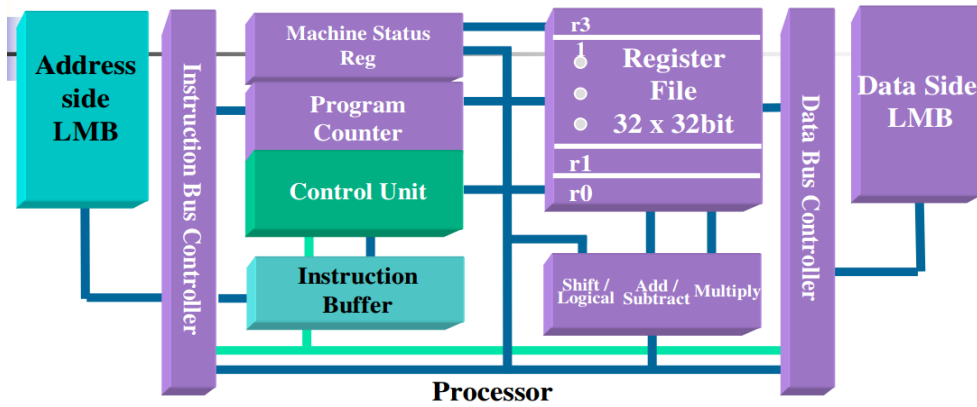 Address
side
LMB
Instruction Bus Controller
Machine Status
Reg
Program
Counter
Control Unit
Instruction
Buffer
r3
1
Register
File
32 x 32bit
r1
r0
Shift /
Logical
Add /
Subtract
Multiply
Data Bus Controller
Data Side
LMB
Processor